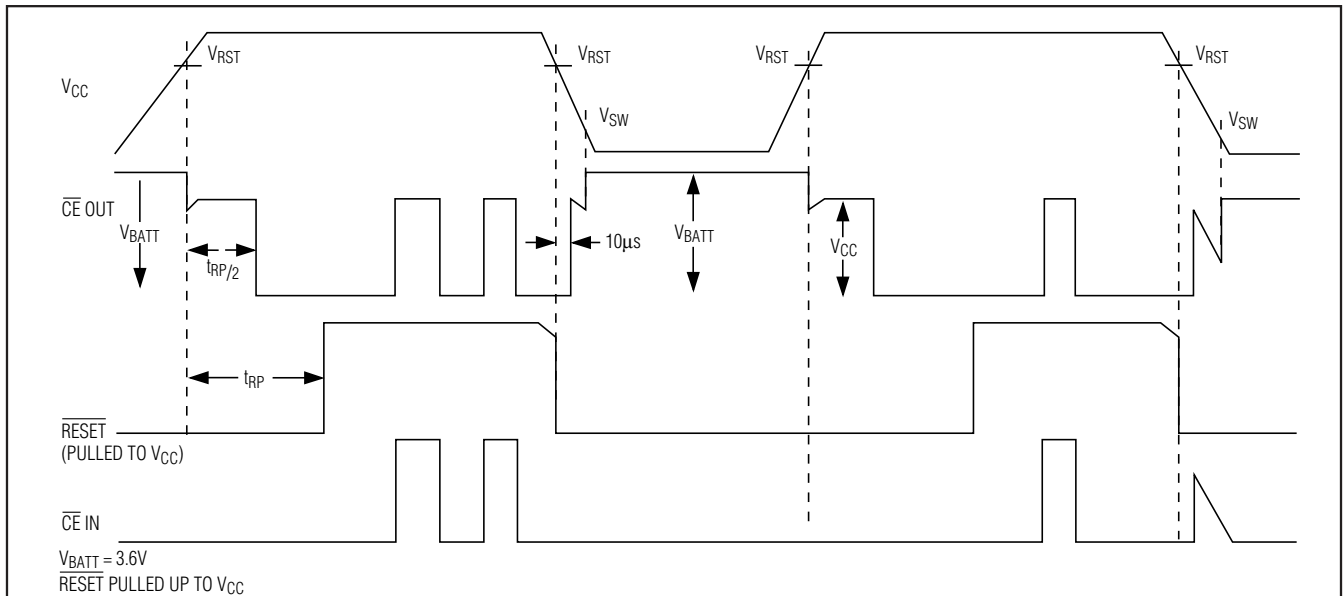 VRST
VRST
VRST
VRST
VCC
VSW
VSW
CE OUT
VBATT
10µs
VBATT
VCC
tRP/2
tRP
RESET
(PULLED TO VCC)
CE IN
VBATT = 3.6V
RESET PULLED UP TO VCC